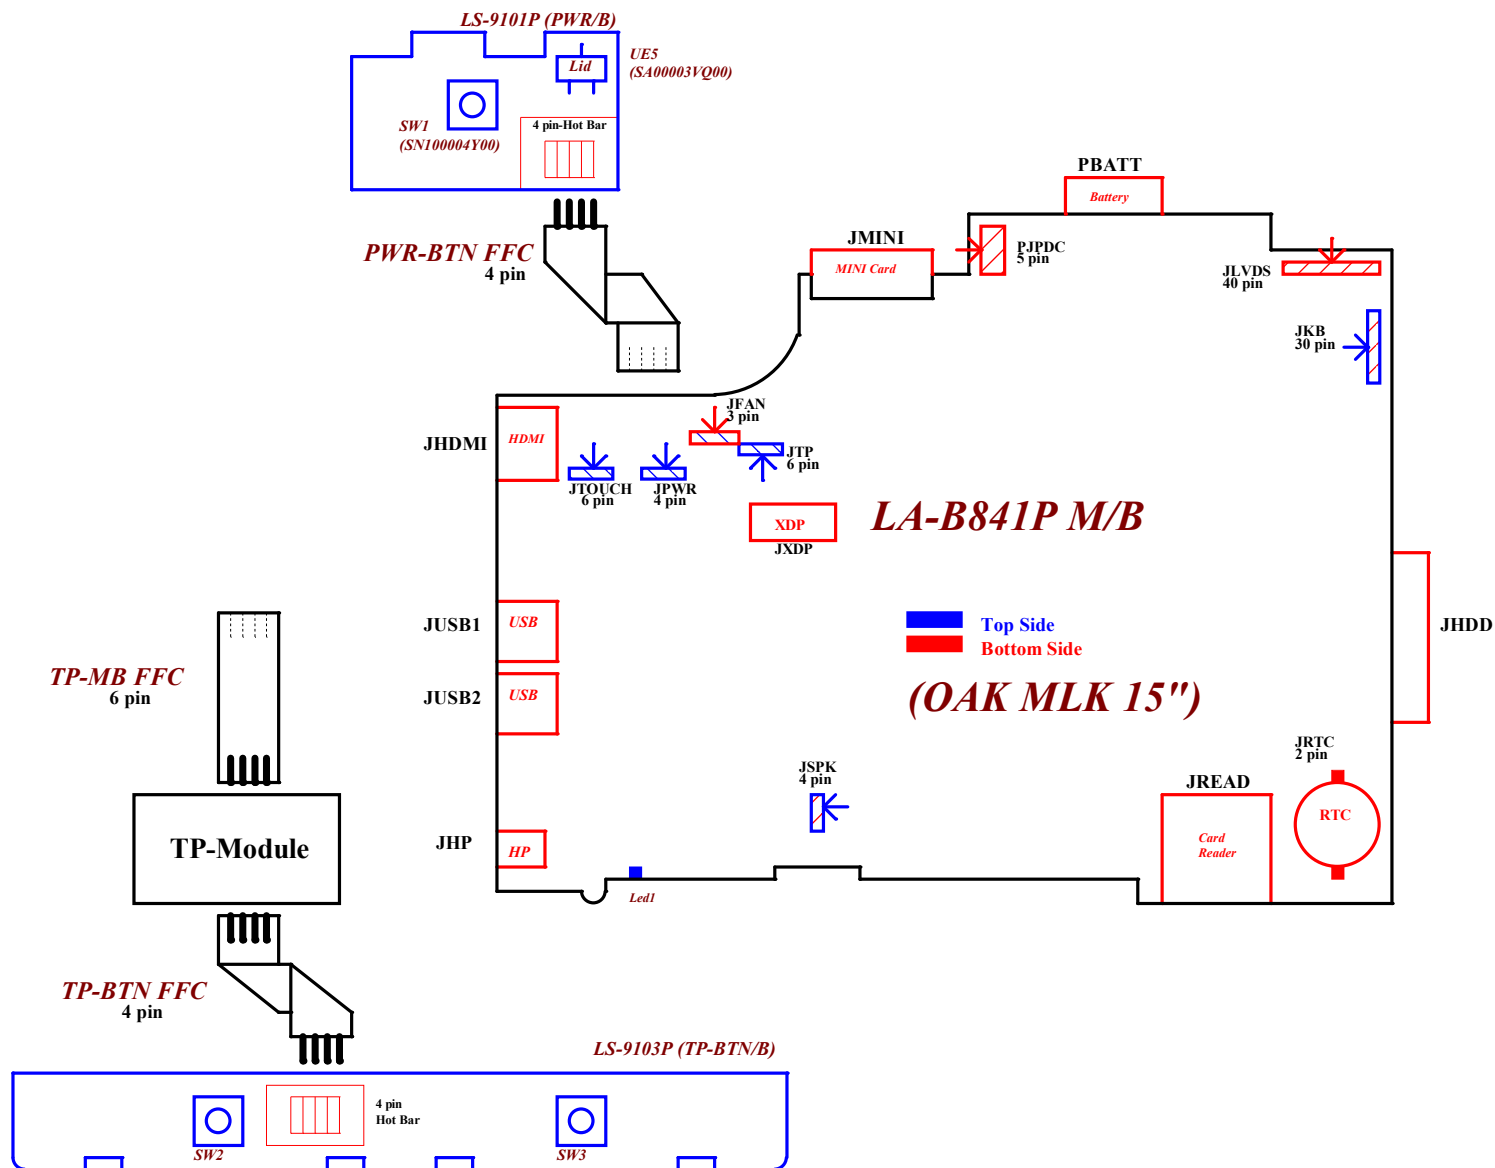 LS-9101P (PWR/B)
Lid
UE5
(SA00003VQ00)
SW1
(SN100004Y00)
4 pin-Hot Bar
PWR-BTN FFC
4 pin
PBATT
Battery
JMINI
MINI Card
PJPDC
5 pin
JLVDS
40 pin
JKB
30 pin
JHDMI
HDMI
JFAN
3 pin
JTP
6 pin
JTOUCH
6 pin
JPWR
4 pin
XDP
JXDP
LA-B841P M/B
Top Side
Bottom Side
(OAK MLK 15")
JUSB1
USB
JUSB2
USB
JHDD
TP-MB FFC
6 pin
JRTC
2 pin
RTC
JSPK
4 pin
JREAD
Card
Reader
JHP
HP
Led1
TP-Module
TP-BTN FFC
4 pin
LS-9103P (TP-BTN/B)
4 pin
Hot Bar
SW2
SW3